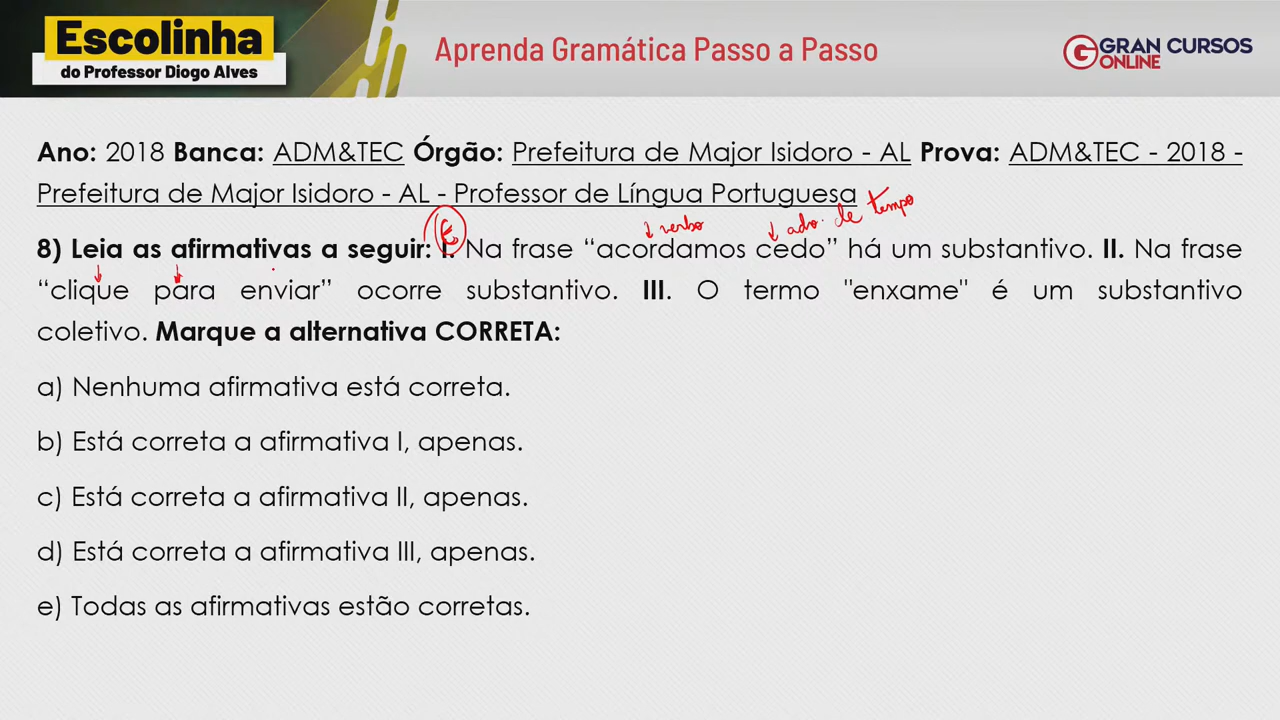 Escolinha
do Professor Diogo Alves
Aprenda Gramática Passo a Passo
GRAN CURSOS
ONLINE
Ano: 2018 Banca: ADM&TEC Órgão: Prefeitura de Major Isidoro - AL Prova: ADM&TEC - 2018 -
Prefeitura de Major Isidoro - AL - Professor de Língua Portuguesa
E verbo adv. de tempo
8) Leia as afirmativas a seguir: I. Na frase “acordamos cedo” há um substantivo. II. Na frase
“clique para enviar” ocorre substantivo. III. O termo "enxame" é um substantivo
coletivo. Marque a alternativa CORRETA:
a) Nenhuma afirmativa está correta.
b) Está correta a afirmativa I, apenas.
c) Está correta a afirmativa II, apenas.
d) Está correta a afirmativa III, apenas.
e) Todas as afirmativas estão corretas.